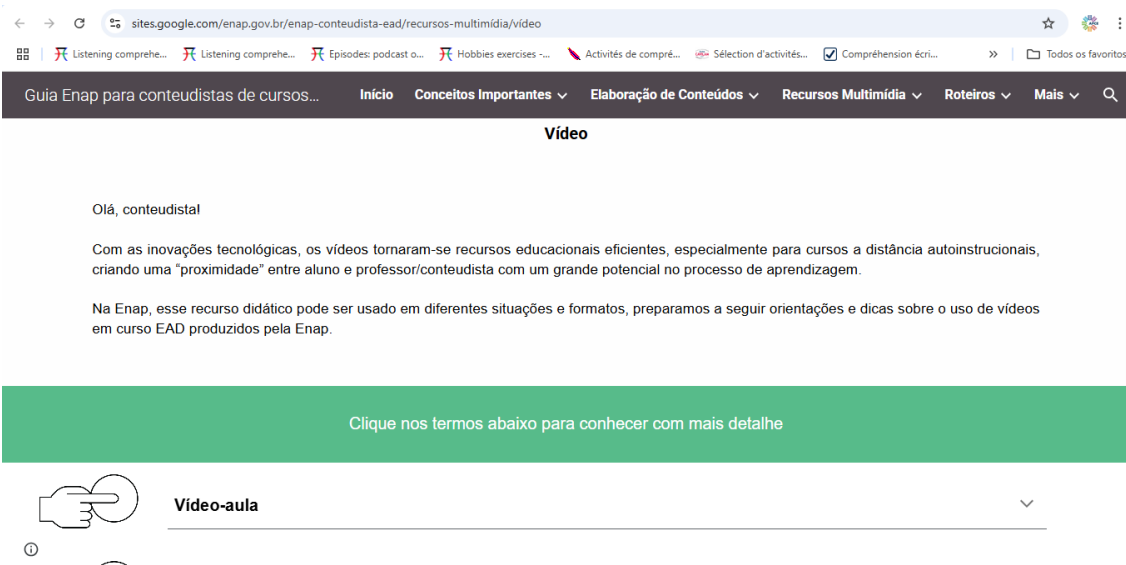 sites.google.com/enap.gov.br/enap-conteudista-ead/recursos-multimídia/vídeo
Listening comprehe... Listening comprehe... Episodes: podcast o... Hobbies exercises -... Activités de compré... Sélection d'activités... Compréhension écri... » Todos os favoritos
Guia Enap para conteudistas de cursos... Início Conceitos Importantes Elaboração de Conteúdos Recursos Multimídia Roteiros Mais
Vídeo
Olá, conteudista!
Com as inovações tecnológicas, os vídeos tornaram-se recursos educacionais eficientes, especialmente para cursos a distância autoinstrucionais,
criando uma “proximidade” entre aluno e professor/conteudista com um grande potencial no processo de aprendizagem.
Na Enap, esse recurso didático pode ser usado em diferentes situações e formatos, preparamos a seguir orientações e dicas sobre o uso de vídeos
em curso EAD produzidos pela Enap.
Clique nos termos abaixo para conhecer com mais detalhe
Vídeo-aula